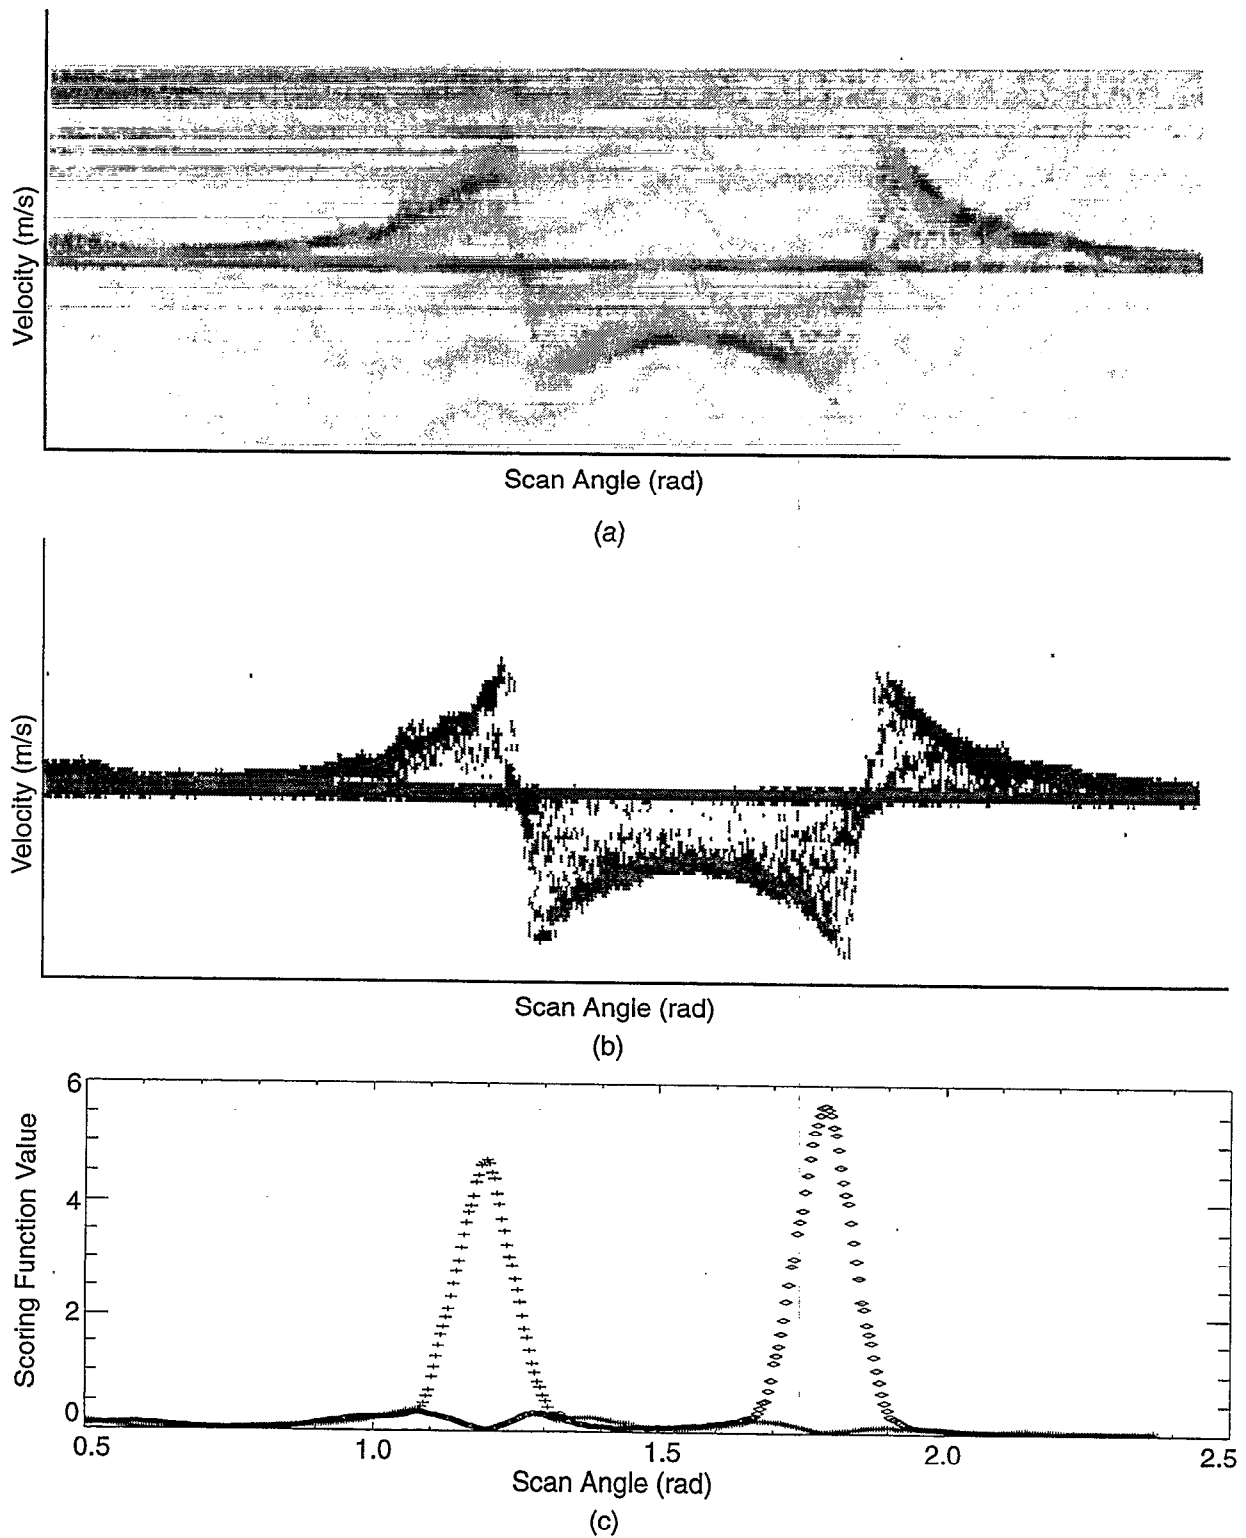 Velocity (m/s)
Scan Angle (rad)
(a)
Velocity (m/s)
Scan Angle (rad)
(b)
Scoring Function Value
6
4
2
0
0.5 1.0 1.5 2.0 2.5
Scan Angle (rad)
(c)